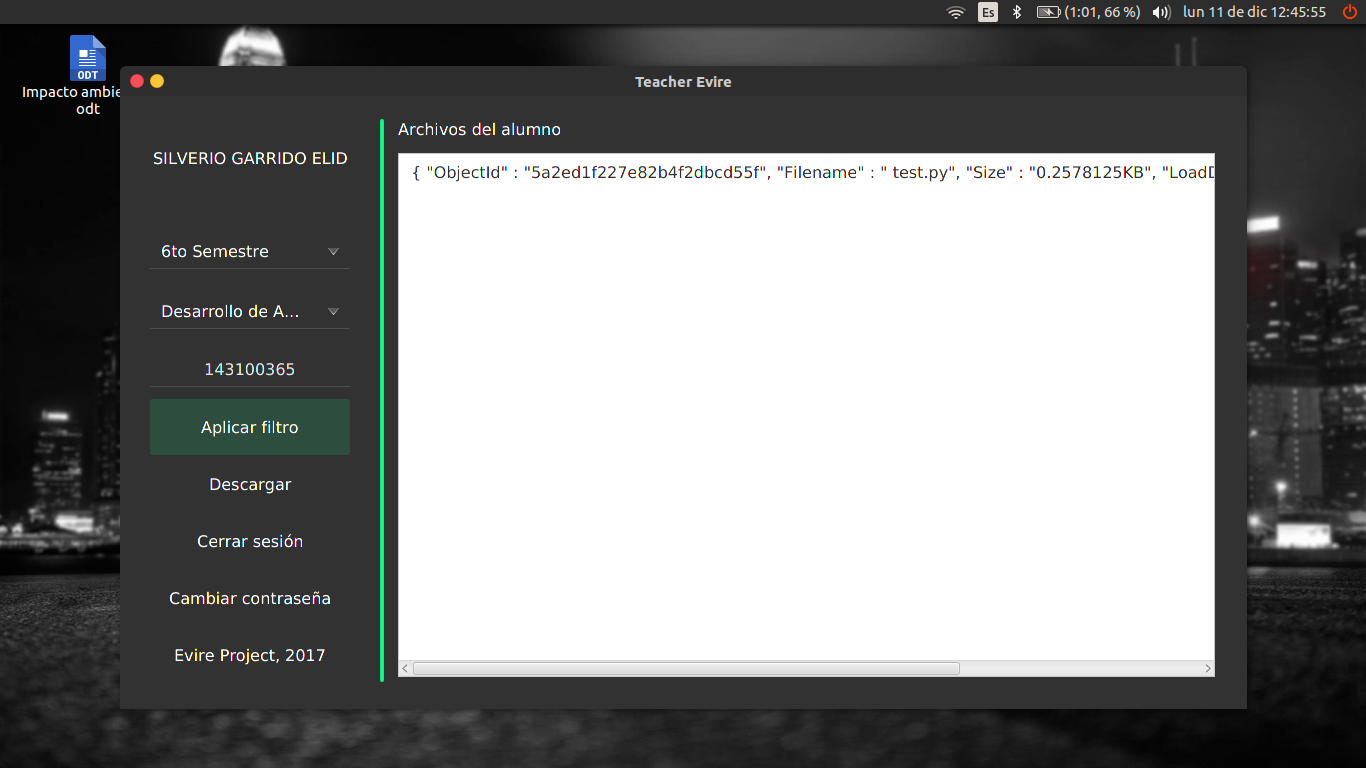 Es
(1:01, 66 %)
lun 11 de dic 12:45:55
ODT
Impacto ambie
odt
Teacher Evire
SILVERIO GARRIDO ELID
6to Semestre
Desarrollo de A...
143100365
Aplicar filtro
Descargar
Cerrar sesión
Cambiar contraseña
Evire Project, 2017
Archivos del alumno
{ "ObjectId" : "5a2ed1f227e82b4f2dbcd55f", "Filename" : " test.py", "Size" : "0.2578125KB", "LoadD